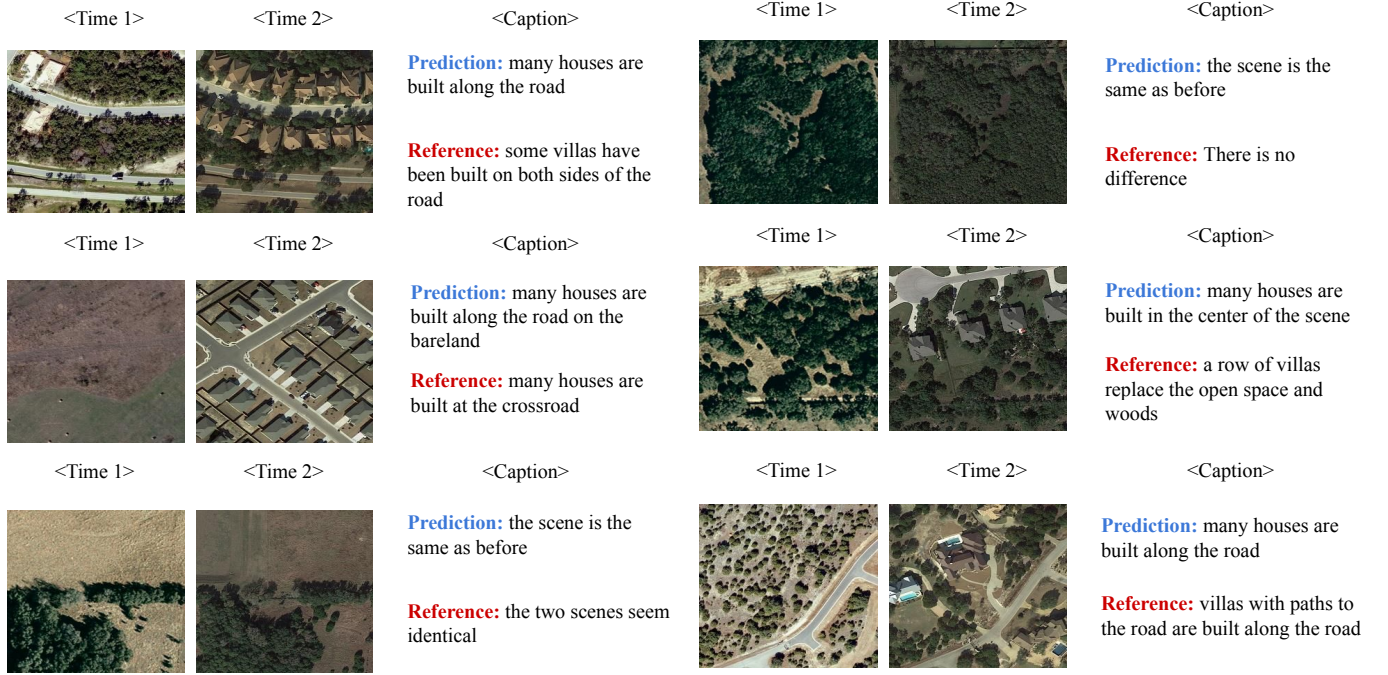 <Time 1> <Time 2> <Caption>
Prediction: many houses are
built along the road
Reference: some villas have
been built on both sides of the
road
<Time 1> <Time 2> <Caption>
Prediction: the scene is the
same as before
Reference: There is no
difference
<Time 1> <Time 2> <Caption>
Prediction: many houses are
built along the road on the
bareland
Reference: many houses are
built at the crossroad
<Time 1> <Time 2> <Caption>
Prediction: many houses are
built in the center of the scene
Reference: a row of villas
replace the open space and
woods
<Time 1> <Time 2> <Caption>
Prediction: the scene is the
same as before
Reference: the two scenes seem
identical
<Time 1> <Time 2> <Caption>
Prediction: many houses are
built along the road
Reference: villas with paths to
the road are built along the road